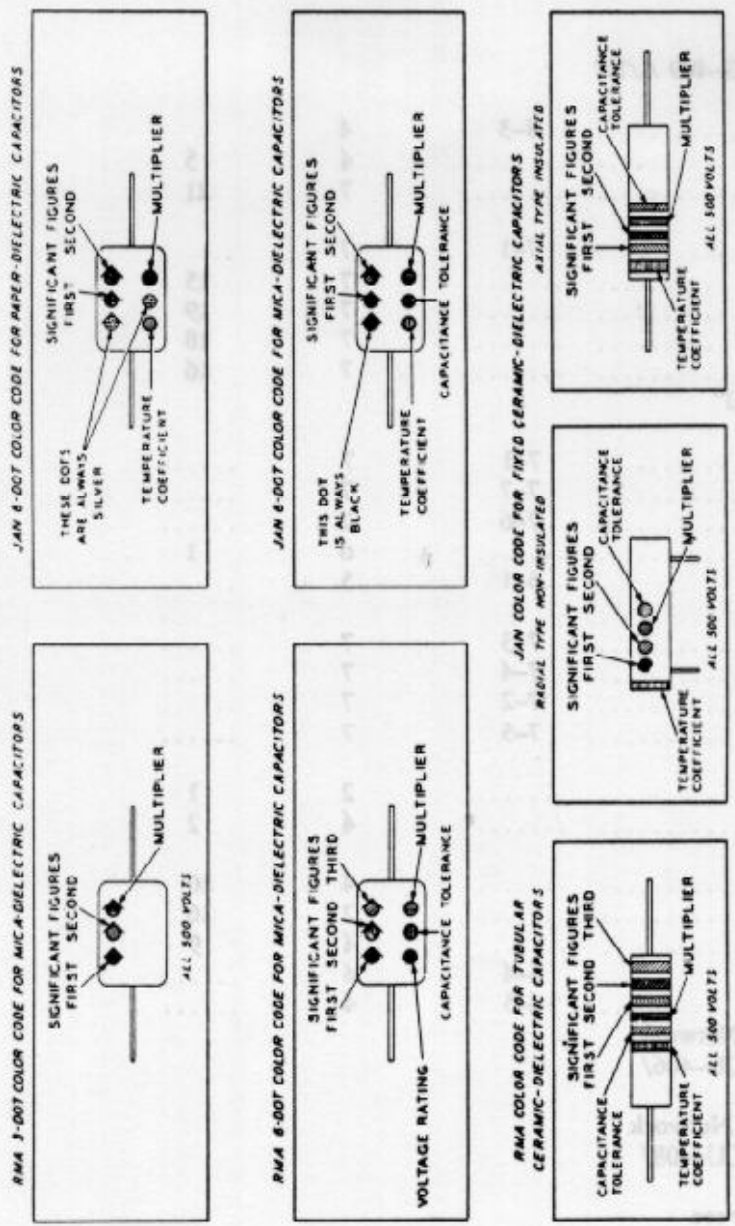 RMA 3-DOT COLOR CODE FOR MICA-DIELECTRIC CAPACITORS
SIGNIFICANT FIGURES
FIRST SECOND
MULTIPLIER
ALL 500 VOLTS
JAN 6-DOT COLOR CODE FOR PAPER-DIELECTRIC CAPACITORS
SIGNIFICANT FIGURES
FIRST SECOND
THESE DOTS
ARE ALWAYS
SILVER
MULTIPLIER
TEMPERATURE
COEFFICIENT
RMA 6-DOT COLOR CODE FOR MICA-DIELECTRIC CAPACITORS
SIGNIFICANT FIGURES
FIRST SECOND THIRD
VOLTAGE RATING
MULTIPLIER
CAPACITANCE TOLERANCE
JAN 6-DOT COLOR CODE FOR MICA-DIELECTRIC CAPACITORS
SIGNIFICANT FIGURES
FIRST SECOND
THIS DOT
IS ALWAYS
BLACK
MULTIPLIER
TEMPERATURE
COEFFICIENT
CAPACITANCE TOLERANCE
RMA COLOR CODE FOR TUBULAR
CERAMIC-DIELECTRIC CAPACITORS
SIGNIFICANT FIGURES
FIRST SECOND THIRD
CAPACITANCE
TOLERANCE
MULTIPLIER
TEMPERATURE
COEFFICIENT
ALL 500 VOLTS
JAN COLOR CODE FOR FIXED CERAMIC-DIELECTRIC CAPACITORS
RADIAL TYPE NON-INSULATED
SIGNIFICANT FIGURES
FIRST SECOND
CAPACITANCE
TOLERANCE
MULTIPLIER
TEMPERATURE
COEFFICIENT
ALL 500 VOLTS
AXIAL TYPE INSULATED
SIGNIFICANT FIGURES
FIRST SECOND
CAPACITANCE
TOLERANCE
MULTIPLIER
TEMPERATURE
COEFFICIENT
ALL 500 VOLTS